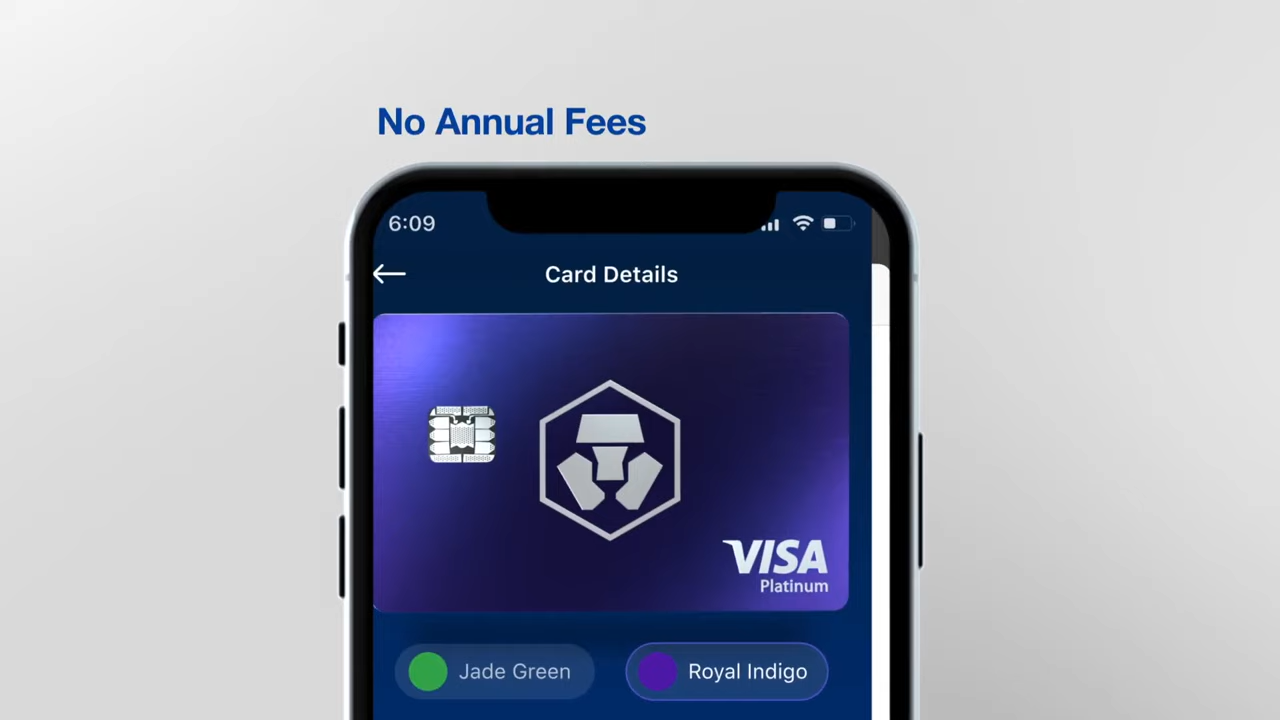 No Annual Fees
6:09
Card Details
VISA
Platinum
Jade Green
Royal Indigo